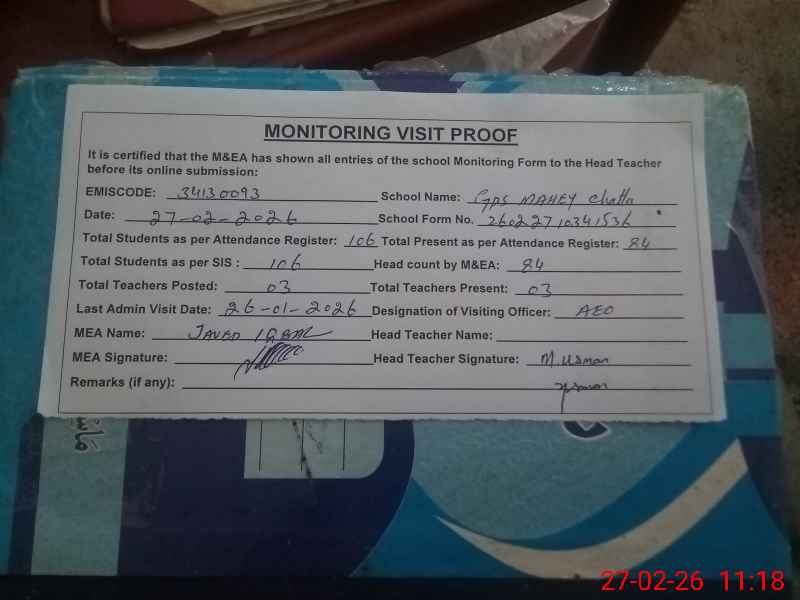 MONITORING VISIT PROOF
It is certified that the M&EA has shown all entries of the school Monitoring Form to the Head Teacher
before its online submission:
EMISCODE: 34130093 School Name: GPS MAHEY Chatta
Date: 27-02-2026 School Form No. 26022710341536
Total Students as per Attendance Register: 106 Total Present as per Attendance Register: 84
Total Students as per SIS : 106 Head count by M&EA: 84
Total Teachers Posted: 03 Total Teachers Present: 03
Last Admin Visit Date: 26-01-2026 Designation of Visiting Officer: AEO
MEA Name: JAVED IQBAL Head Teacher Name:
MEA Signature: Head Teacher Signature: M.Usman
Remarks (if any):
27-02-26 11:18